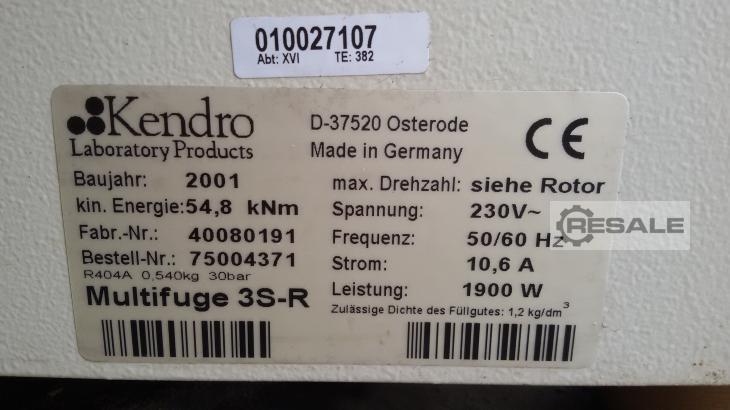 010027107
Abt: XVI TE: 382
Kendro
Laboratory Products
D-37520 Osterode
Made in Germany
CE
Baujahr: 2001
kin. Energie: 54,8 kNm
Fabr.-Nr.: 40080191
Bestell-Nr.: 75004371
R404A 0,540kg 30bar
Multifuge 3S-R
max. Drehzahl: siehe Rotor
Spannung: 230V~
Frequenz: 50/60 Hz
Strom: 10,6 A
Leistung: 1900 W
Zulässige Dichte des Füllgutes: 1,2 kg/dm³
RESALE